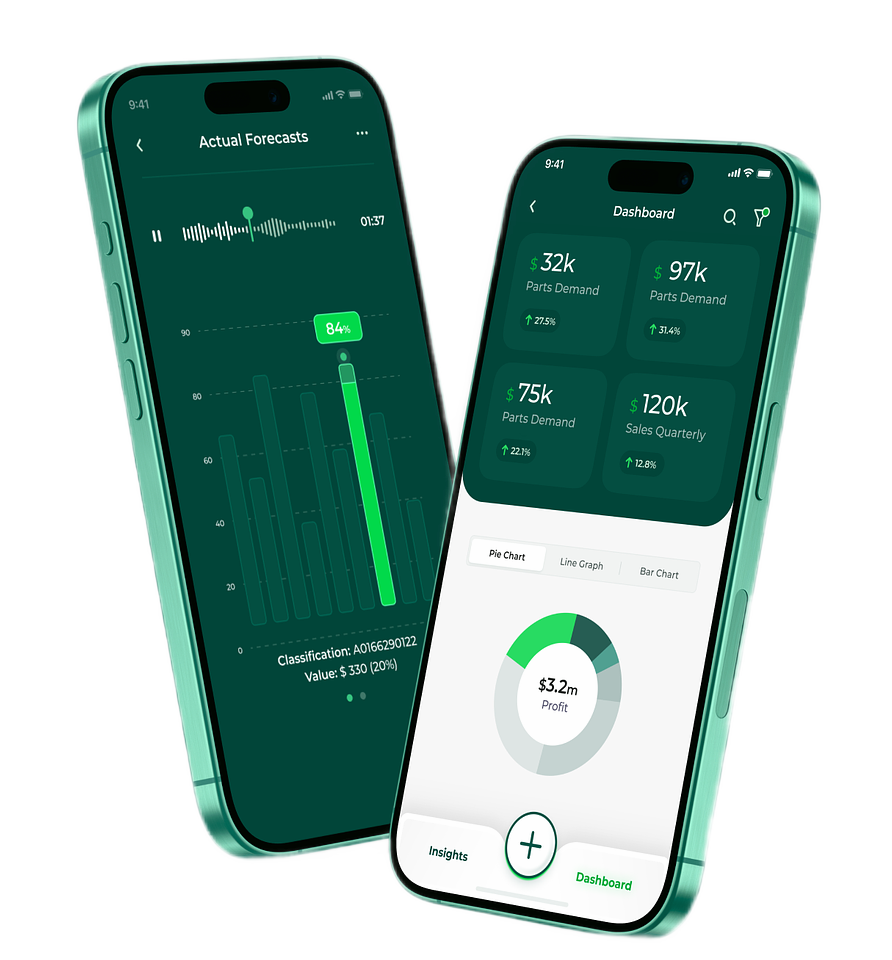 9:41
Actual Forecasts
01:37
90
84%
80
60
40
20
0
Classification: A0166290122
Value: $ 330 (20%)
9:41
Dashboard
$ 32k
Parts Demand
27.5%
$ 97k
Parts Demand
31.4%
$ 75k
Parts Demand
22.1%
$ 120k
Sales Quarterly
12.8%
Pie Chart
Line Graph
Bar Chart
$3.2m
Profit
Insights
Dashboard